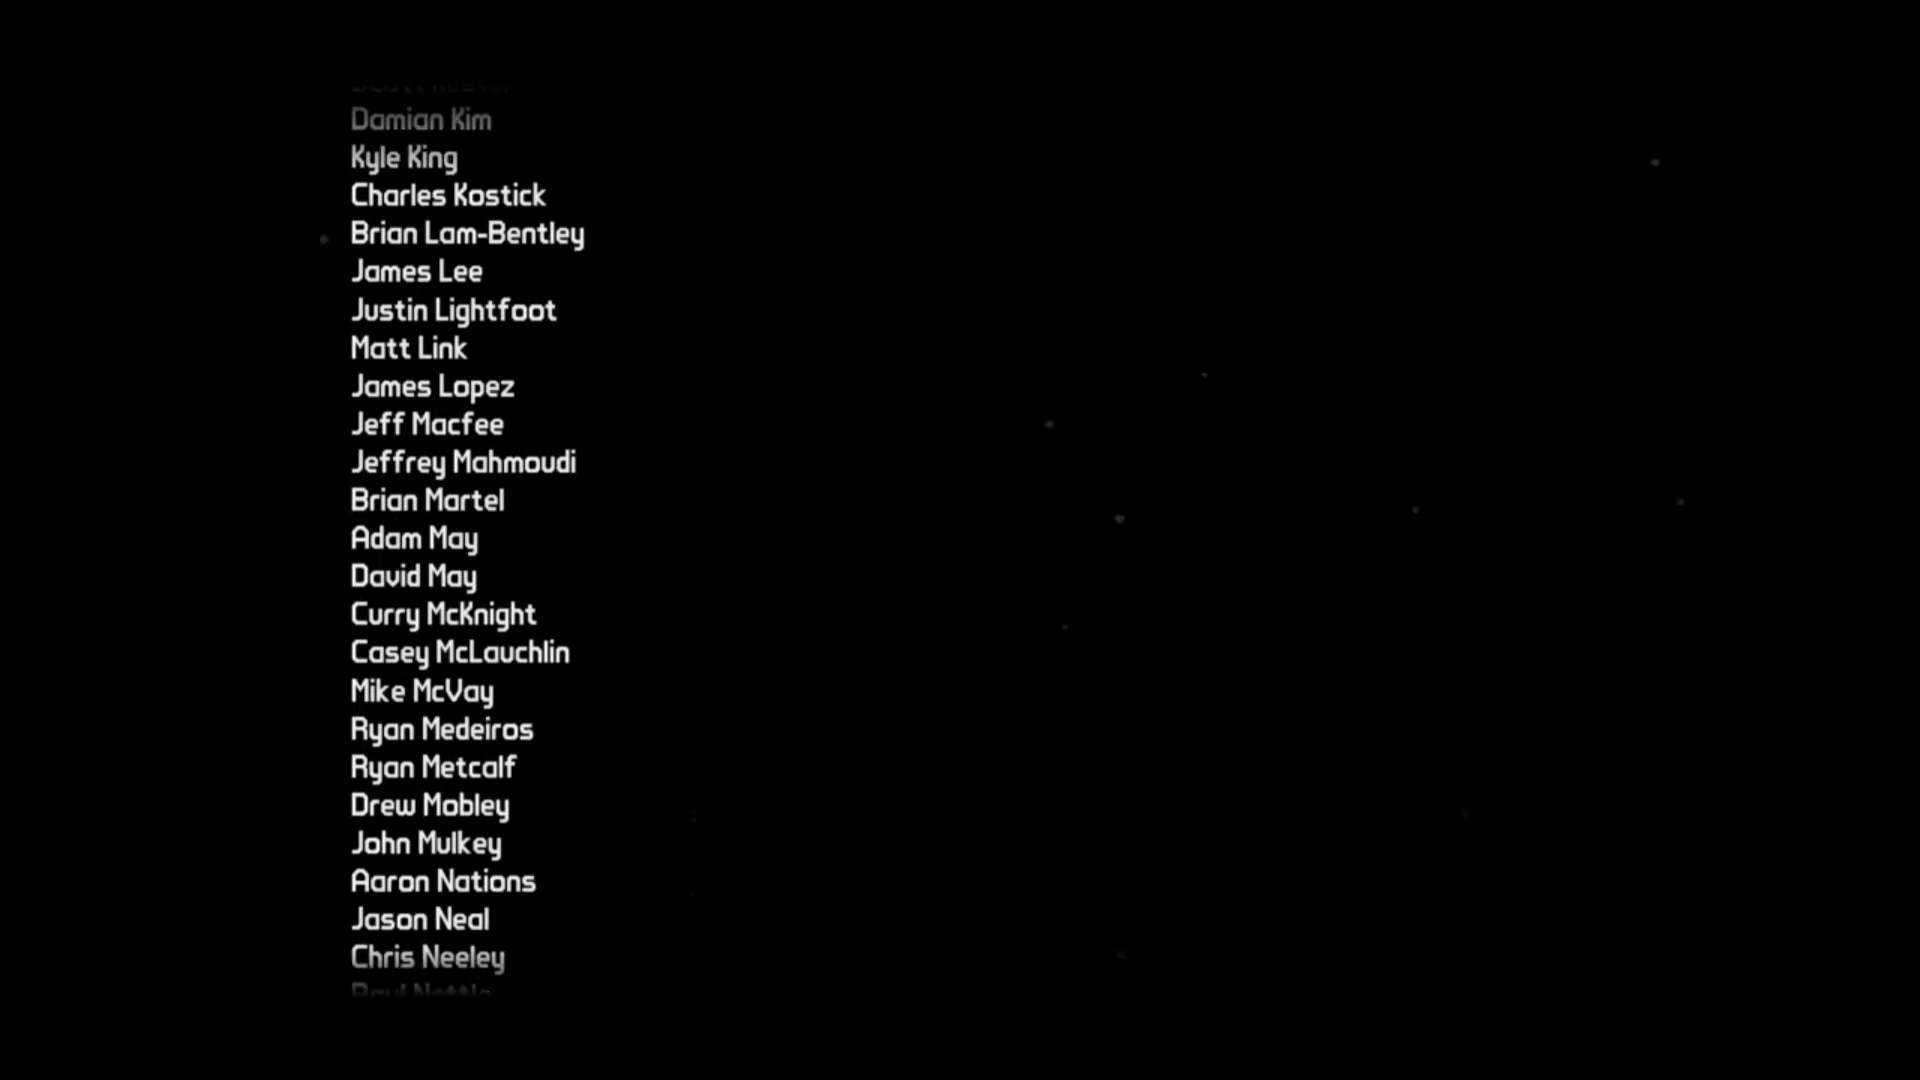 Damian Kim
Kyle King
Charles Kostick
Brian Lam-Bentley
James Lee
Justin Lightfoot
Matt Link
James Lopez
Jeff Macfee
Jeffrey Mahmoudi
Brian Martel
Adam May
David May
Curry McKnight
Casey McLauchlin
Mike McVay
Ryan Medeiros
Ryan Metcalf
Drew Mobley
John Mulkey
Aaron Nations
Jason Neal
Chris Neeley